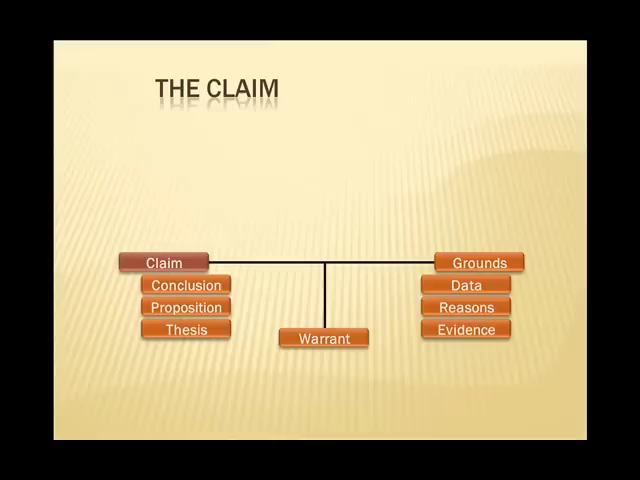 THE CLAIM
Claim
Grounds
Conclusion
Data
Proposition
Reasons
Thesis
Evidence
Warrant